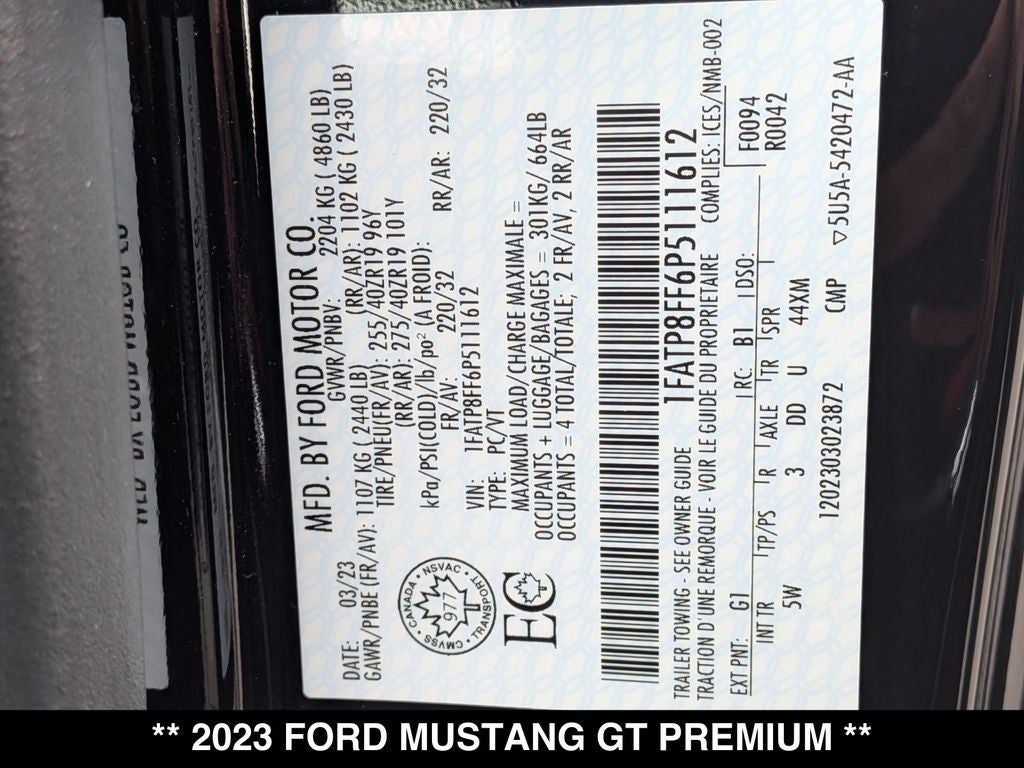 MFD. BY FORD MOTOR CO.
DATE: 03/23 GVWR/PNBV: 2204 KG ( 4860 LB)
GAWR/PNBE (FR/AV): 1107 KG ( 2440 LB) (RR/AR): 1102 KG ( 2430 LB)
TIRE/PNEU(FR/AV): 255/40ZR19 96Y
(RR/AR): 275/40ZR19 101Y
kPa/PSI(COLD)/lb/po² (A FROID):
FR/AV: 220/32 RR/AR: 220/32
VIN: 1FATP8FF6P5111612
TYPE: PC/VT
MAXIMUM LOAD/CHARGE MAXIMALE =
OCCUPANTS + LUGGAGE/BAGAGES = 301KG/ 664LB
OCCUPANTS = 4 TOTAL/TOTALE; 2 FR/AV, 2 RR/AR
CANADA • NSVAC • TRANSPORT • CMVSS
977
EC
1FATP8FF6P5111612
TRAILER TOWING - SEE OWNER GUIDE
TRACTION D'UNE REMORQUE - VOIR LE GUIDE DU PROPRIETAIRE COMPLIES: ICES/NMB-002
EXT PNT: G1 RC: B1 DSO: F0094
R0042
INT TR TP/PS R AXLE TR SPR
5W 3 DD U 44XM
1202303023872 CMP ▽5U5A-5420472-AA
** 2023 FORD MUSTANG GT PREMIUM **